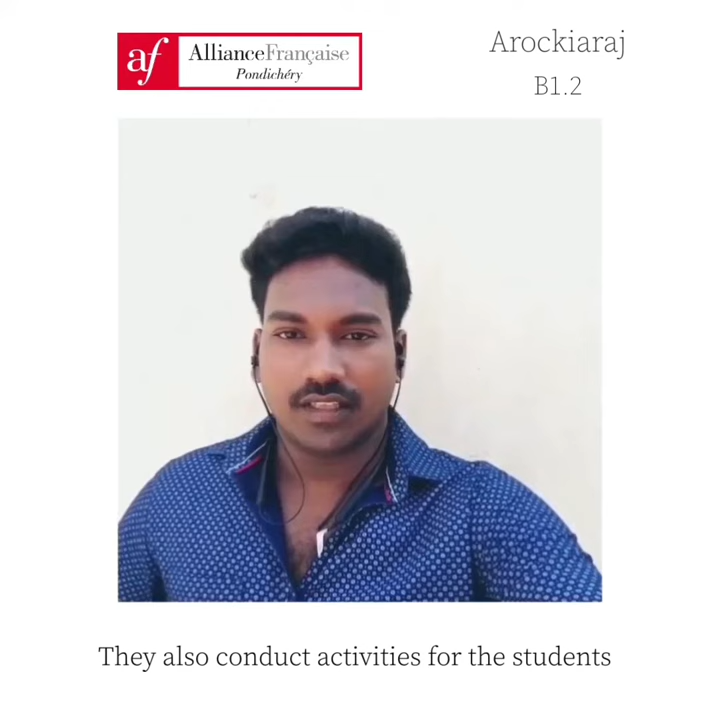 af
AllianceFrançaise
Pondichéry
Arockiaraj
B1.2
They also conduct activities for the students